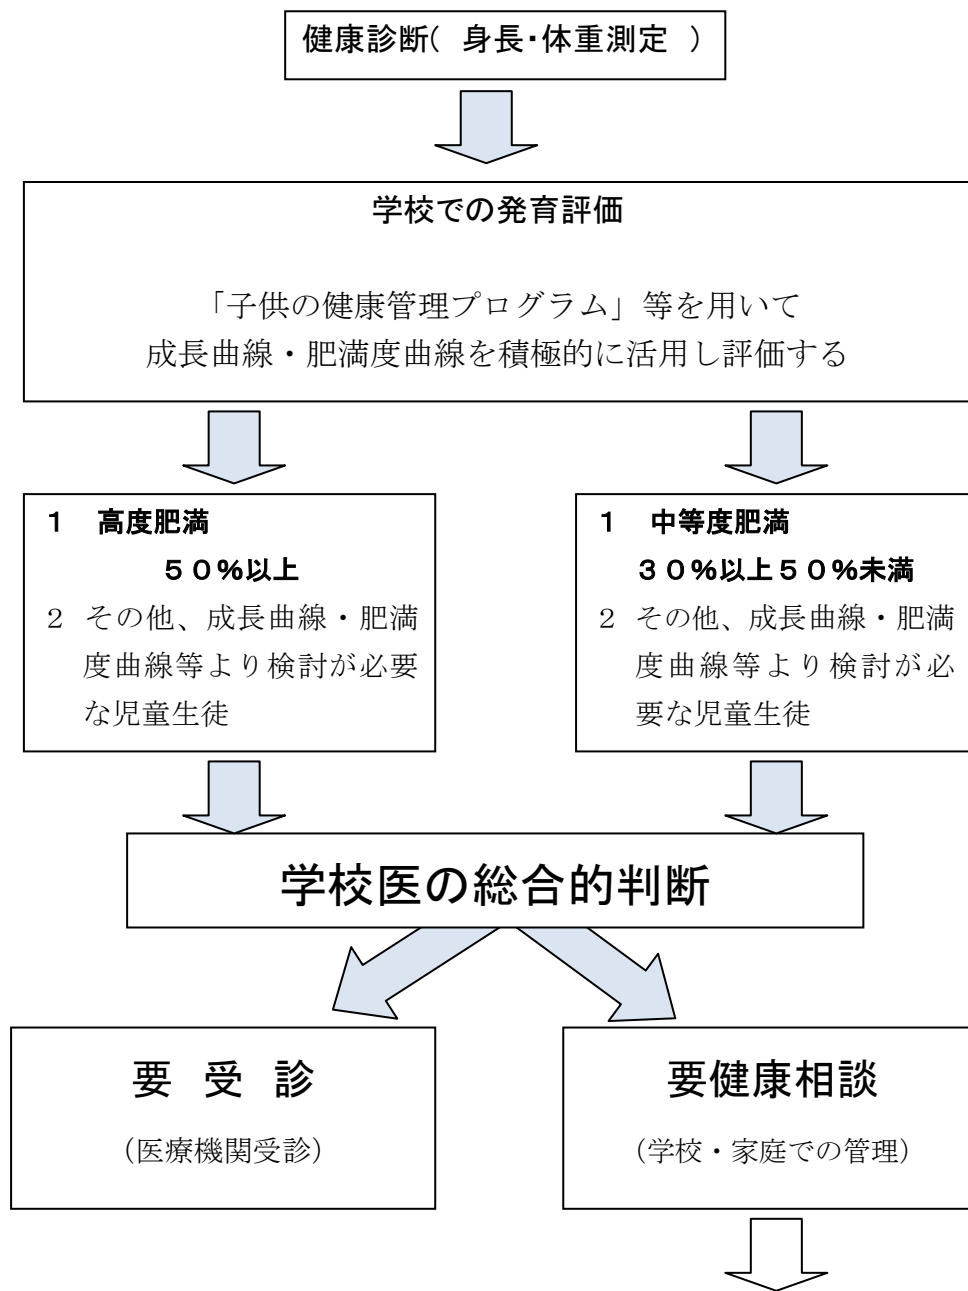 健康診断（ 身長・体重測定 ）
学校での発育評価
「子供の健康管理プログラム」等を用いて
成長曲線・肥満度曲線を積極的に活用し評価する
１ 高度肥満
５０%以上
２ その他、成長曲線・肥満
度曲線等より検討が必要
な児童生徒
１ 中等度肥満
３０%以上５０%未満
２ その他、成長曲線・肥満
度曲線等より検討が必
要な児童生徒
学校医の総合的判断
要 受 診
（医療機関受診）
要健康相談
（学校・家庭での管理）